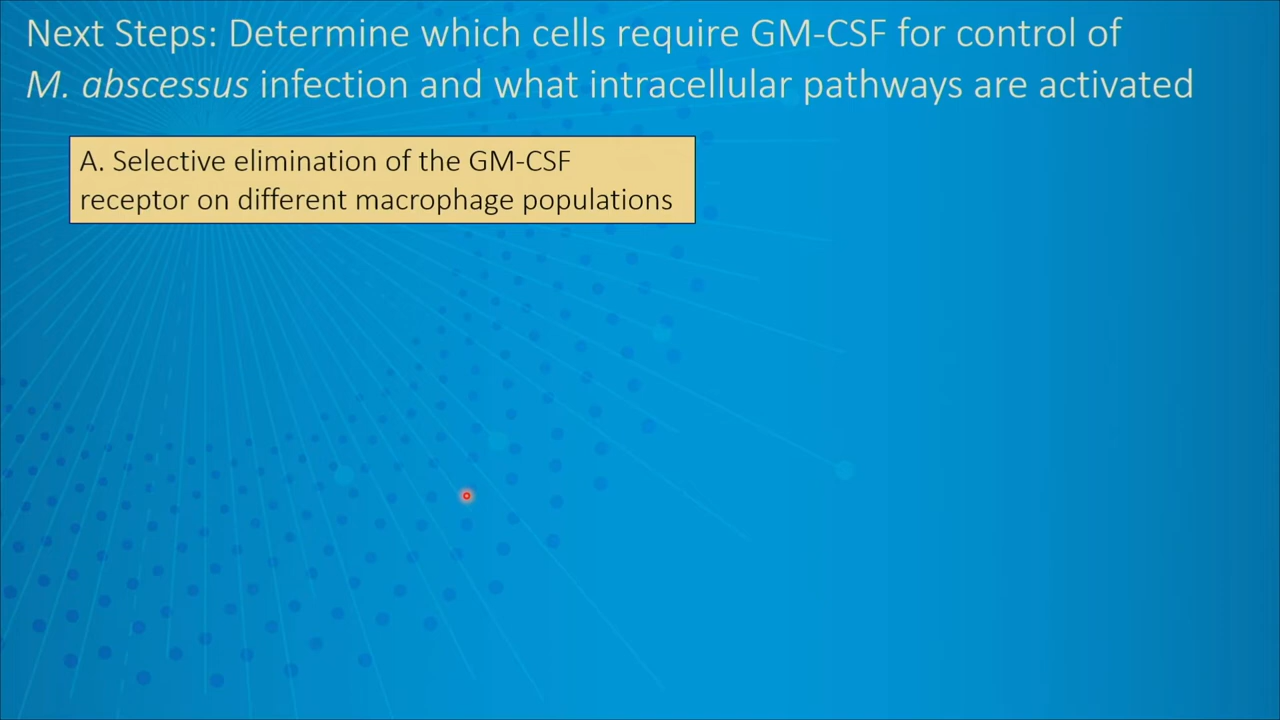 Next Steps: Determine which cells require GM-CSF for control of
M. abscessus infection and what intracellular pathways are activated
A. Selective elimination of the GM-CSF
receptor on different macrophage populations